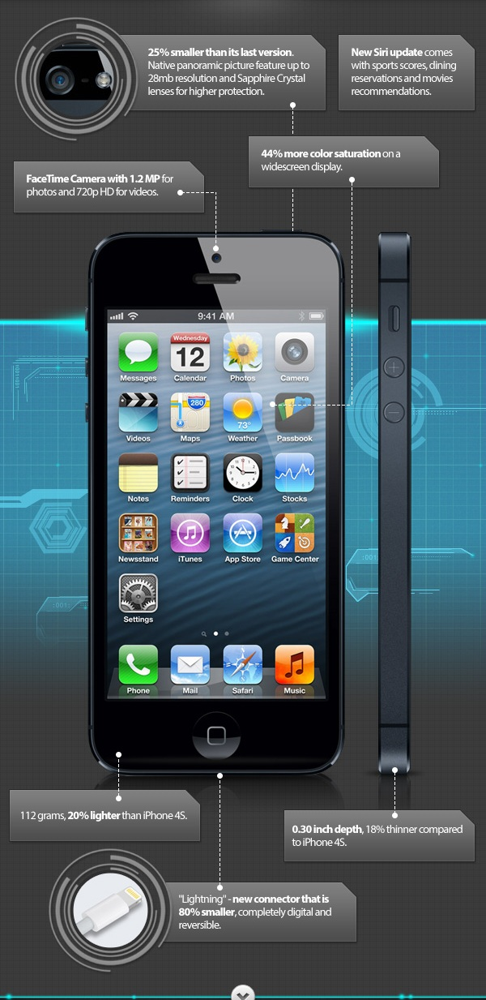 25% smaller than its last version.
Native panoramic picture feature up to
28mb resolution and Sapphire Crystal
lenses for higher protection.
New Siri update comes
with sports scores, dining
reservations and movies
recommendations.
44% more color saturation on a
widescreen display.
FaceTime Camera with 1.2 MP for
photos and 720p HD for videos.
9:41 AM
Wednesday
12
280
Messages Calendar Photos Camera
73°
Videos Maps Weather Passbook
Notes Reminders Clock Stocks
Newsstand iTunes App Store Game Center
Settings
Phone Mail Safari Music
:001:
:001:
112 grams, 20% lighter than iPhone 4S.
0.30 inch depth, 18% thinner compared
to iPhone 4S.
"Lightning" - new connector that is
80% smaller, completely digital and
reversible.